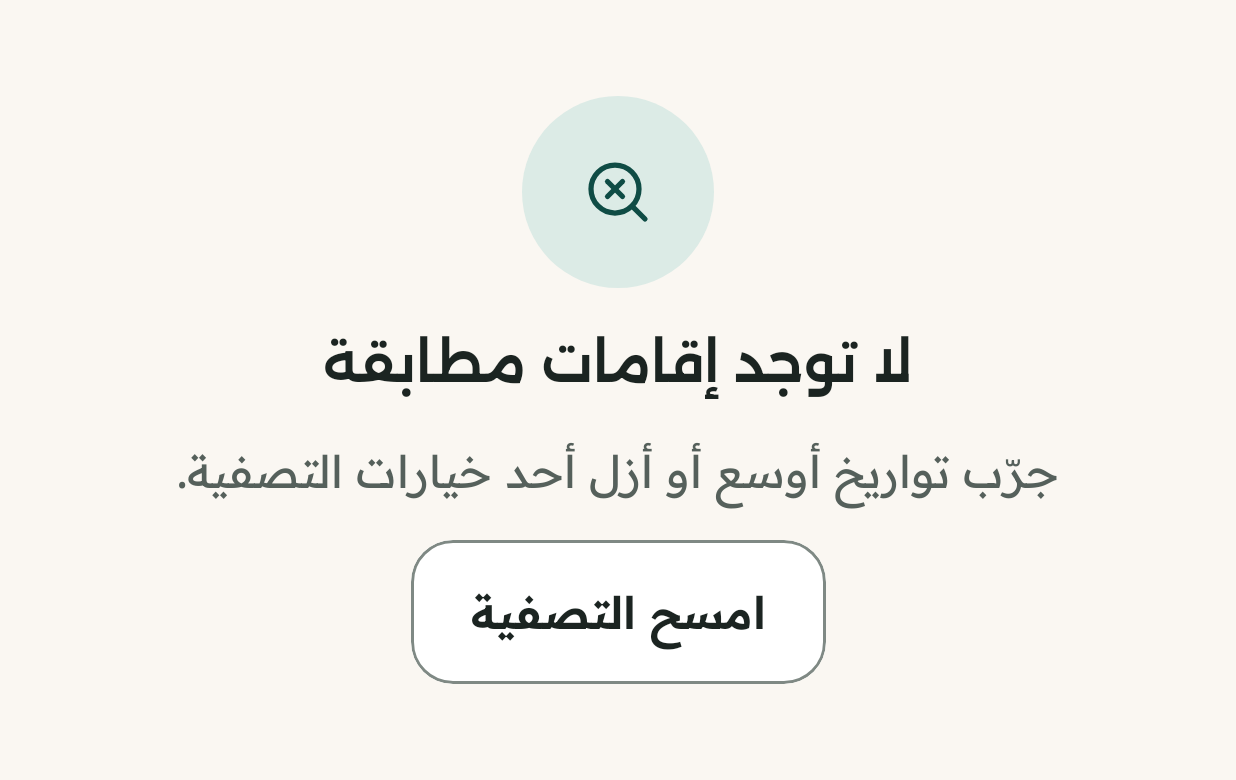 لا توجد إقامات مطابقة
جرّب تواريخ أوسع أو أزل أحد خيارات التصفية.
امسح التصفية